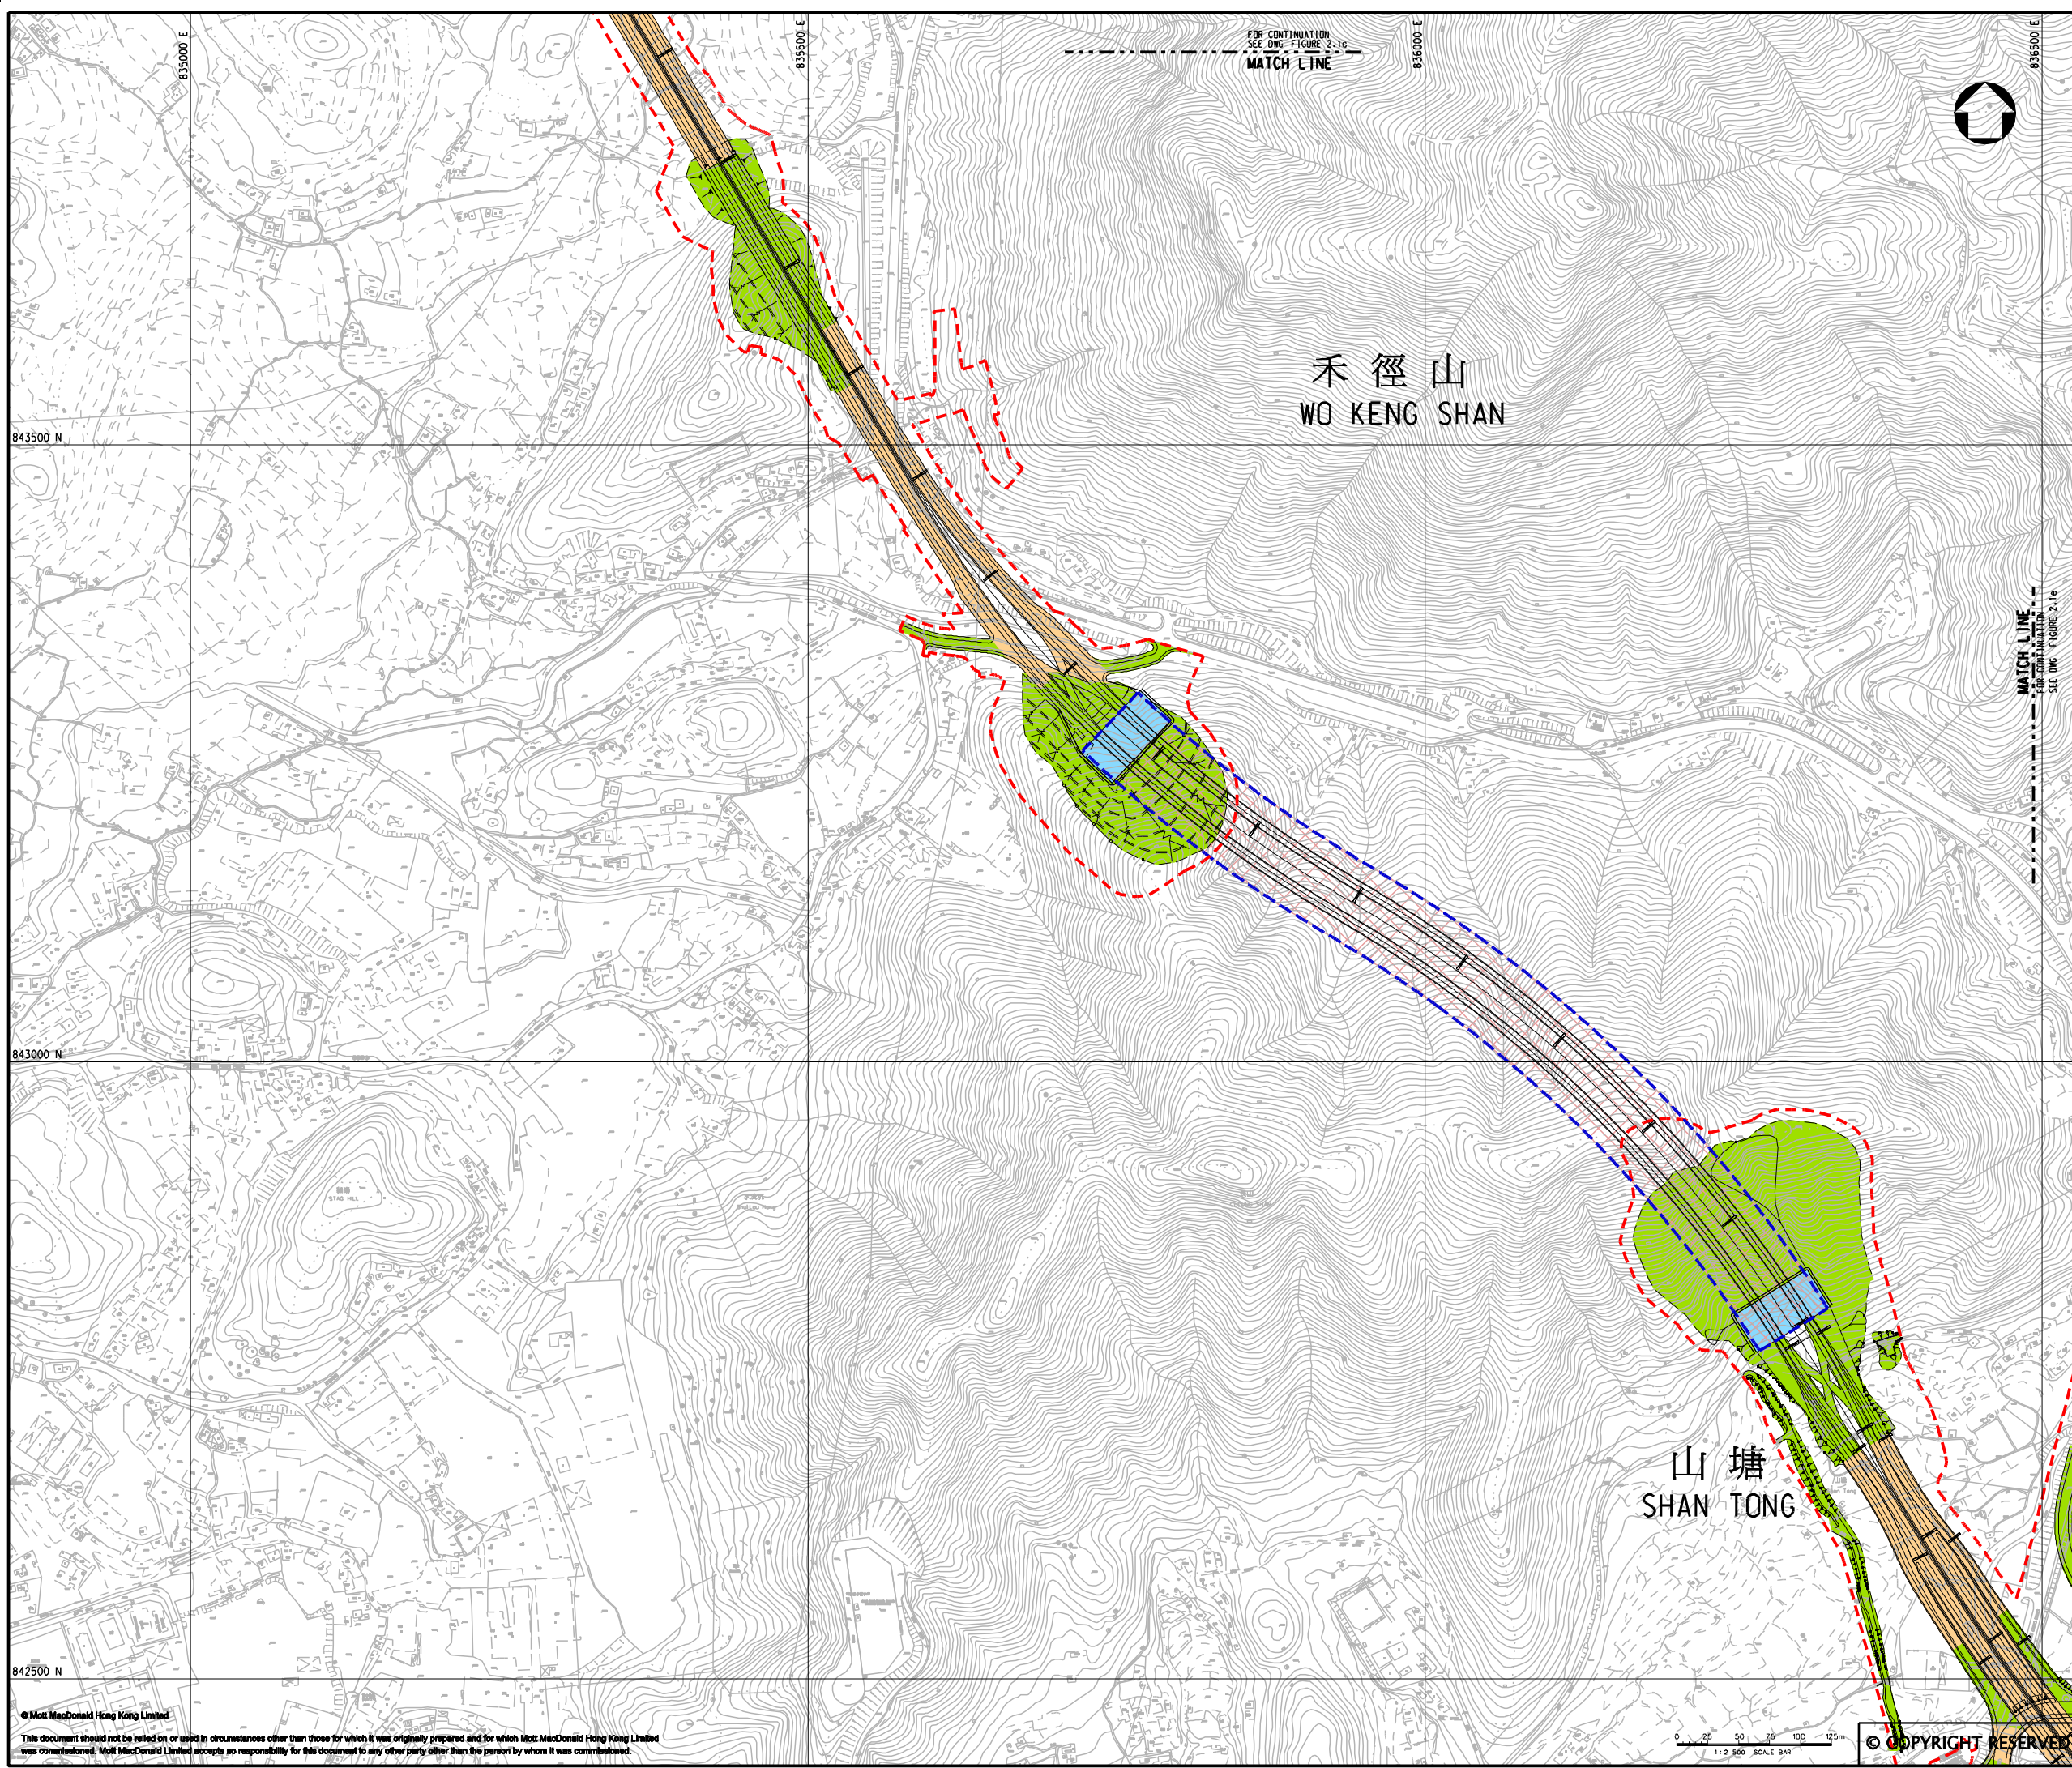 835000 E
835500 E
836000 E
836500 E
FOR CONTINUATION
SEE DWG FIGURE 2.1c
MATCH LINE
禾徑山
WO KENG SHAN
843500 N
MATCH LINE
FOR CONTINUATION
SEE DWG FIGURE 2.1e
843000 N
STAG HILL
山塘
SHAN TONG
842500 N
© Mott MacDonald Hong Kong Limited
This document should not be relied on or used in circumstances other than those for which it was originally prepared and for which Mott MacDonald Hong Kong Limited
was commissioned. Mott MacDonald Limited accepts no responsibility for this document to any other party other than the person by whom it was commissioned.
0 25 50 75 100 125m
1:2 500 SCALE BAR
© COPYRIGHT RESERVED